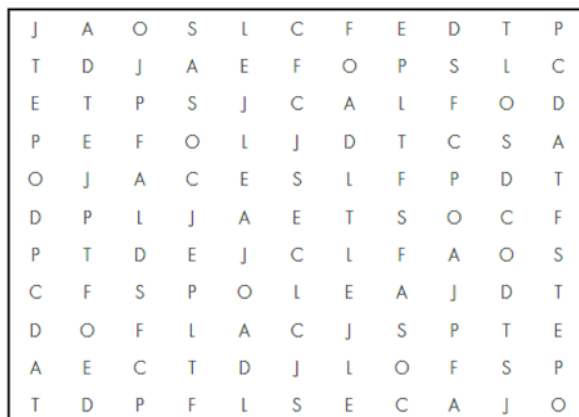 J A O S L C F E D T P
T D J A E F O P S L C
E T P S J C A L F O D
P E F O L J D T C S A
O J A C E S L F P D T
D P L J A E T S O C F
P T D E J C L F A O S
C F S P O L E A J D T
D O F L A C J S P T E
A E C T D J L O F S P
T D P F L S E C A J O